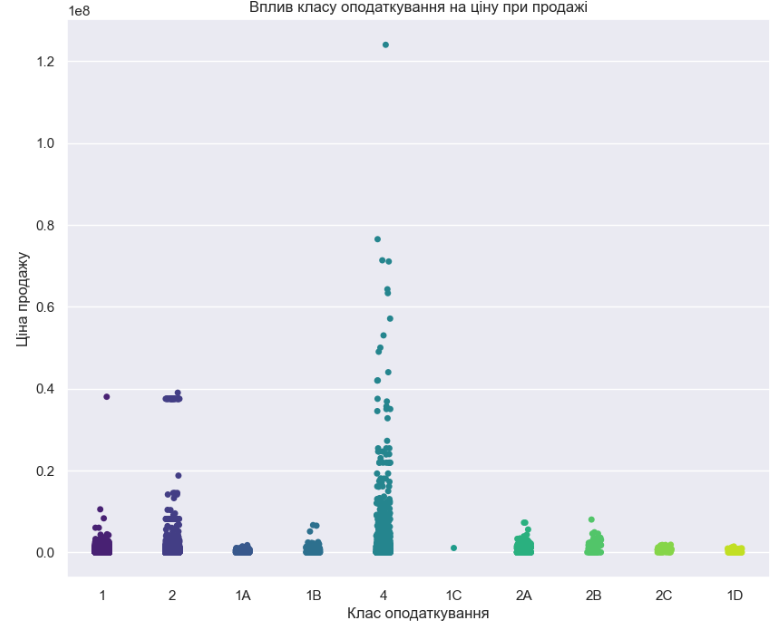 Вплив класу оподаткування на ціну при продажі
1e8
1.2
1.0
0.8
0.6
0.4
0.2
0.0
Ціна продажу
1 2 1A 1B 4 1C 2A 2B 2C 1D
Клас оподаткування